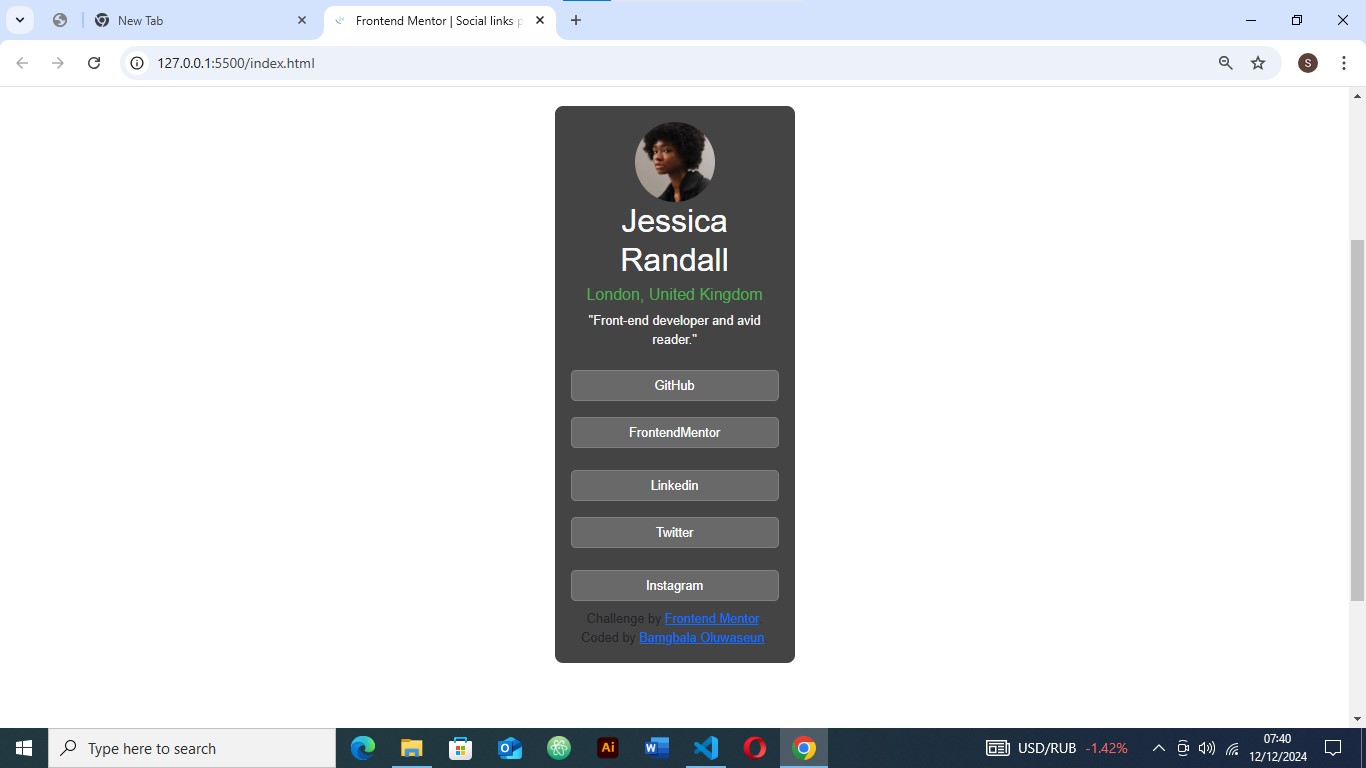 New Tab
Frontend Mentor | Social links p
127.0.0.1:5500/index.html
S
Jessica
Randall
London, United Kingdom
"Front-end developer and avid
reader."
GitHub
FrontendMentor
Linkedin
Twitter
Instagram
Challenge by Frontend Mentor
Coded by Bamgbala Oluwaseun
Type here to search
Ai
W
USD/RUB -1.42%
07:40
12/12/2024